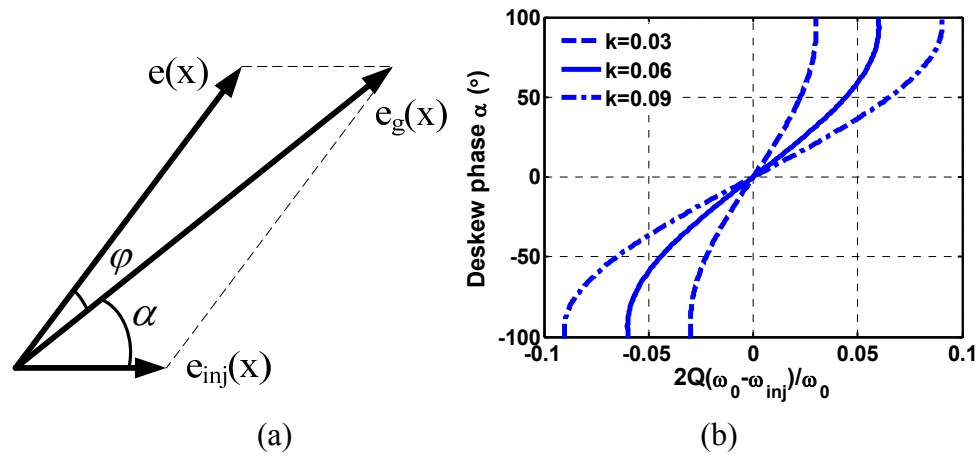 e(x)
e_g(x)
φ
α
e_inj(x)
(a)
100
50
0
-50
-100
Deskew phase α (°)
k=0.03
k=0.06
k=0.09
-0.1
-0.05
0
0.05
0.1
2Q(ω₀-ω_inj)/ω₀
(b)